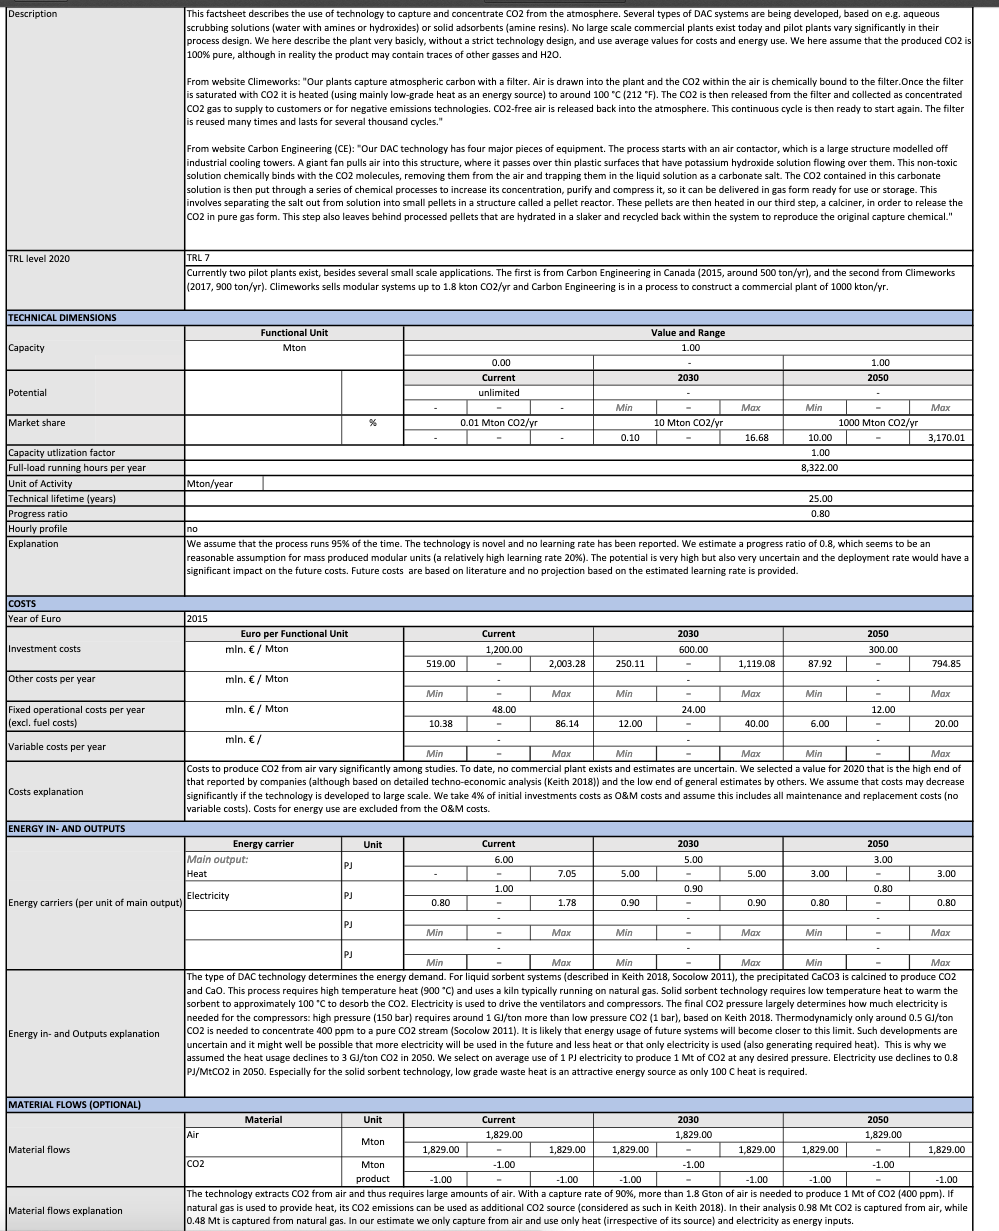 Description
This factsheet describes the use of technology to capture and concentrate CO2 from the atmosphere. Several types of DAC systems are being developed, based on e.g. aqueous
scrubbing solutions (water with amines or hydroxides) or solid adsorbents (amine resins). No large scale commercial plants exist today and pilot plants vary significantly in their
process design. We here describe the plant very basicly, without a strict technology design, and use average values for costs and energy use. We here assume that the produced CO2 is
100% pure, although in reality the product may contain traces of other gasses and H2O.
From website Climeworks: "Our plants capture atmospheric carbon with a filter. Air is drawn into the plant and the CO2 within the air is chemically bound to the filter.Once the filter
is saturated with CO2 it is heated (using mainly low-grade heat as an energy source) to around 100 °C (212 °F). The CO2 is then released from the filter and collected as concentrated
CO2 gas to supply to customers or for negative emissions technologies. CO2-free air is released back into the atmosphere. This continuous cycle is then ready to start again. The filter
is reused many times and lasts for several thousand cycles."
From website Carbon Engineering (CE): "Our DAC technology has four major pieces of equipment. The process starts with an air contactor, which is a large structure modelled off
industrial cooling towers. A giant fan pulls air into this structure, where it passes over thin plastic surfaces that have potassium hydroxide solution flowing over them. This non-toxic
solution chemically binds with the CO2 molecules, removing them from the air and trapping them in the liquid solution as a carbonate salt. The CO2 contained in this carbonate
solution is then put through a series of chemical processes to increase its concentration, purify and compress it, so it can be delivered in gas form ready for use or storage. This
involves separating the salt out from solution into small pellets in a structure called a pellet reactor. These pellets are then heated in our third step, a calciner, in order to release the
CO2 in pure gas form. This step also leaves behind processed pellets that are hydrated in a slaker and recycled back within the system to reproduce the original capture chemical."
TRL level 2020
TRL 7
Currently two pilot plants exist, besides several small scale applications. The first is from Carbon Engineering in Canada (2015, around 500 ton/yr), and the second from Climeworks
(2017, 900 ton/yr). Climeworks sells modular systems up to 1.8 kton CO2/yr and Carbon Engineering is in a process to construct a commercial plant of 1000 kton/yr.
TECHNICAL DIMENSIONS
Functional Unit Value and Range
Capacity Mton 1.00
0.00 - 1.00
Current 2030 2050
Potential unlimited - -
- – - Min – Max Min – Max
Market share % 0.01 Mton CO2/yr 10 Mton CO2/yr 1000 Mton CO2/yr
- – - 0.10 – 16.68 10.00 – 3,170.01
Capacity utlization factor 1.00
Full-load running hours per year 8,322.00
Unit of Activity Mton/year
Technical lifetime (years) 25.00
Progress ratio 0.80
Hourly profile no
Explanation
We assume that the process runs 95% of the time. The technology is novel and no learning rate has been reported. We estimate a progress ratio of 0.8, which seems to be an
reasonable assumption for mass produced modular units (a relatively high learning rate 20%). The potential is very high but also very uncertain and the deployment rate would have a
significant impact on the future costs. Future costs are based on literature and no projection based on the estimated learning rate is provided.
COSTS
Year of Euro 2015
Euro per Functional Unit Current 2030 2050
Investment costs mln. € / Mton 1,200.00 600.00 300.00
519.00 – 2,003.28 250.11 – 1,119.08 87.92 – 794.85
Other costs per year mln. € / Mton - - -
Min – Max Min – Max Min – Max
Fixed operational costs per year mln. € / Mton 48.00 24.00 12.00
(excl. fuel costs) 10.38 – 86.14 12.00 – 40.00 6.00 – 20.00
Variable costs per year mln. € / - - -
Min – Max Min – Max Min – Max
Costs explanation
Costs to produce CO2 from air vary significantly among studies. To date, no commercial plant exists and estimates are uncertain. We selected a value for 2020 that is the high end of
that reported by companies (although based on detailed techno-economic analysis (Keith 2018)) and the low end of general estimates by others. We assume that costs may decrease
significantly if the technology is developed to large scale. We take 4% of initial investments costs as O&M costs and assume this includes all maintenance and replacement costs (no
variable costs). Costs for energy use are excluded from the O&M costs.
ENERGY IN- AND OUTPUTS
Energy carrier Unit Current 2030 2050
Energy carriers (per unit of main output)
Main output: PJ 6.00 5.00 3.00
Heat - – 7.05 5.00 – 5.00 3.00 – 3.00
Electricity PJ 1.00 0.90 0.80
0.80 – 1.78 0.90 – 0.90 0.80 – 0.80
PJ - - -
Min – Max Min – Max Min – Max
PJ - - -
Min – Max Min – Max Min – Max
Energy in- and Outputs explanation
The type of DAC technology determines the energy demand. For liquid sorbent systems (described in Keith 2018, Socolow 2011), the precipitated CaCO3 is calcined to produce CO2
and CaO. This process requires high temperature heat (900 °C) and uses a kiln typically running on natural gas. Solid sorbent technology requires low temperature heat to warm the
sorbent to approximately 100 °C to desorb the CO2. Electricity is used to drive the ventilators and compressors. The final CO2 pressure largely determines how much electricity is
needed for the compressors: high pressure (150 bar) requires around 1 GJ/ton more than low pressure CO2 (1 bar), based on Keith 2018. Thermodynamicly only around 0.5 GJ/ton
CO2 is needed to concentrate 400 ppm to a pure CO2 stream (Socolow 2011). It is likely that energy usage of future systems will become closer to this limit. Such developments are
uncertain and it might well be possible that more electricity will be used in the future and less heat or that only electricity is used (also generating required heat). This is why we
assumed the heat usage declines to 3 GJ/ton CO2 in 2050. We select on average use of 1 PJ electricity to produce 1 Mt of CO2 at any desired pressure. Electricity use declines to 0.8
PJ/MtCO2 in 2050. Especially for the solid sorbent technology, low grade waste heat is an attractive energy source as only 100 C heat is required.
MATERIAL FLOWS (OPTIONAL)
Material Unit Current 2030 2050
Material flows
Air Mton 1,829.00 1,829.00 1,829.00
1,829.00 – 1,829.00 1,829.00 – 1,829.00 1,829.00 – 1,829.00
CO2 Mton -1.00 -1.00 -1.00
product -1.00 – -1.00 -1.00 – -1.00 -1.00 – -1.00
Material flows explanation
The technology extracts CO2 from air and thus requires large amounts of air. With a capture rate of 90%, more than 1.8 Gton of air is needed to produce 1 Mt of CO2 (400 ppm). If
natural gas is used to provide heat, its CO2 emissions can be used as additional CO2 source (considered as such in Keith 2018). In their analysis 0.98 Mt CO2 is captured from air, while
0.48 Mt is captured from natural gas. In our estimate we only capture from air and use only heat (irrespective of its source) and electricity as energy inputs.